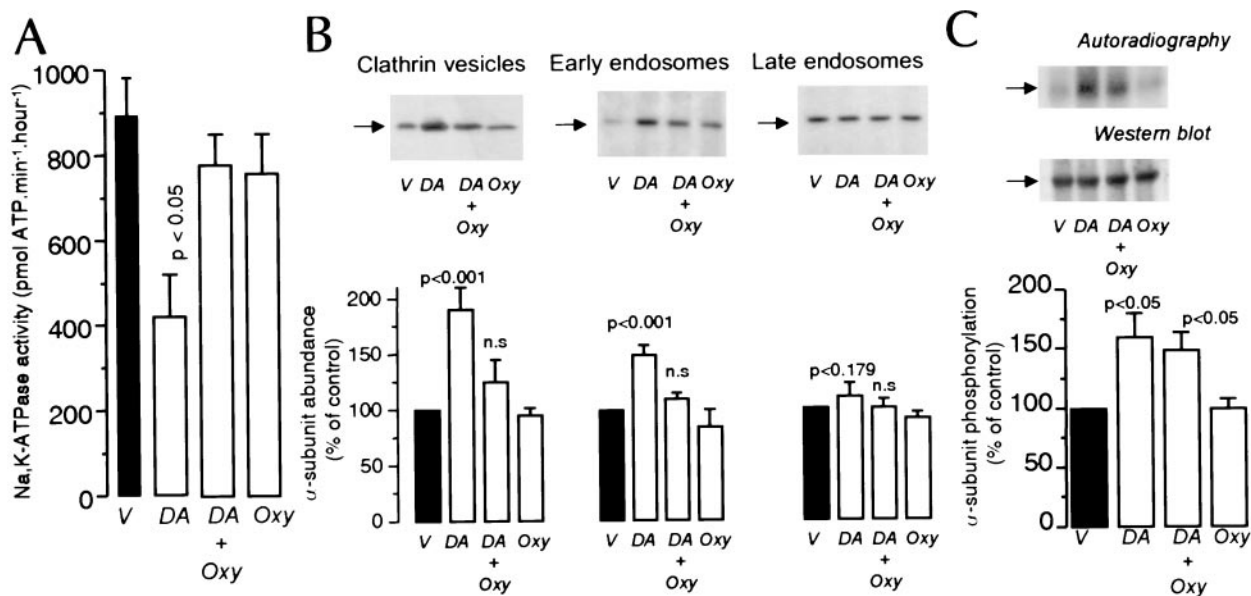 A
Na,K-ATPase activity (pmol ATP.min⁻¹.hour⁻¹)
1000
800
600
400
200
0
p < 0.05
V DA DA Oxy
+
Oxy
B
Clathrin vesicles Early endosomes Late endosomes
V DA DA Oxy V DA DA Oxy V DA DA Oxy
+ + +
Oxy Oxy Oxy
α-subunit abundance
(% of control)
200
150
100
50
0
p<0.001
n.s
p<0.001
n.s
p<0.179
n.s
V DA DA Oxy V DA DA Oxy V DA DA Oxy
+ + +
Oxy Oxy Oxy
C
Autoradiography
Western blot
V DA DA Oxy
+
Oxy
α-subunit phosphorylation
(% of control)
200
150
100
50
0
p<0.05
p<0.05
V DA DA Oxy
+
Oxy